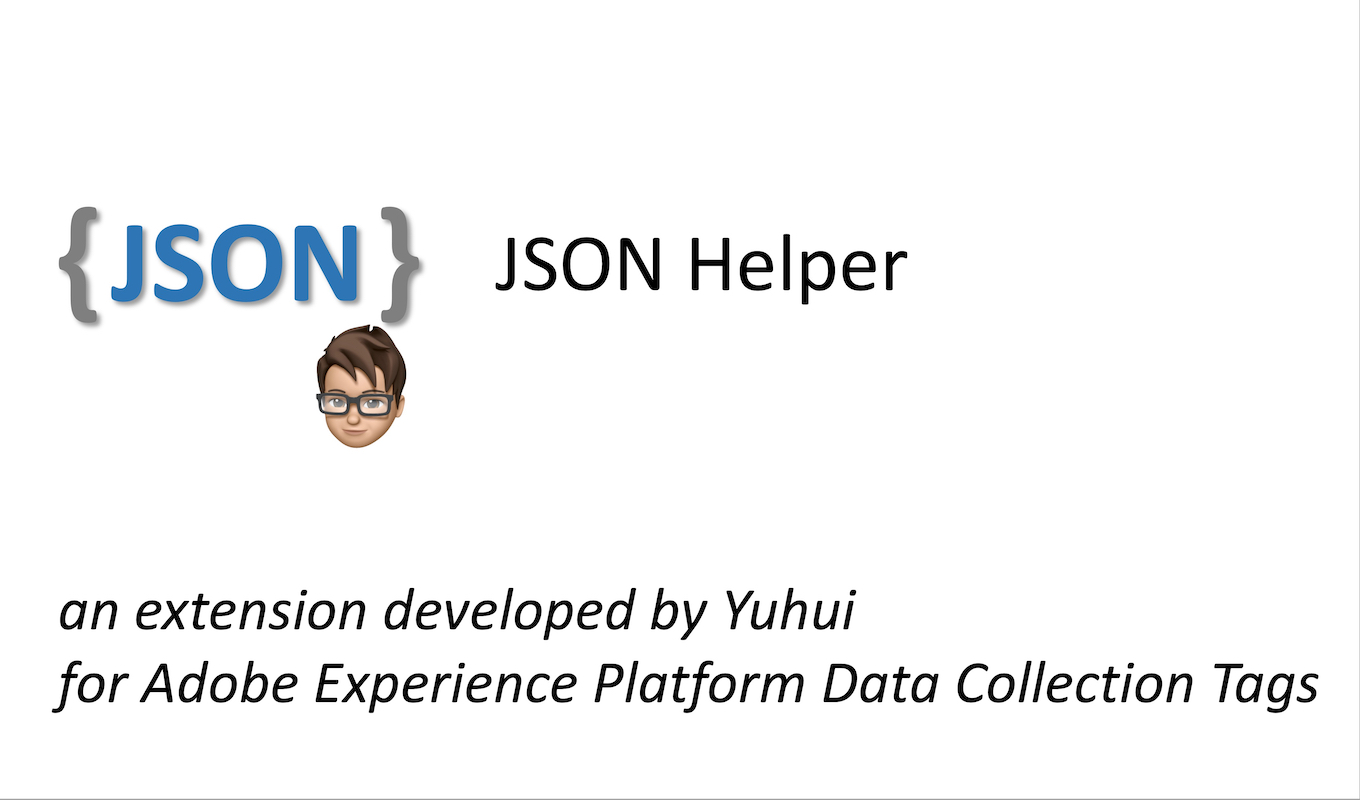 {JSON}
JSON Helper
an extension developed by Yuhui
for Adobe Experience Platform Data Collection Tags